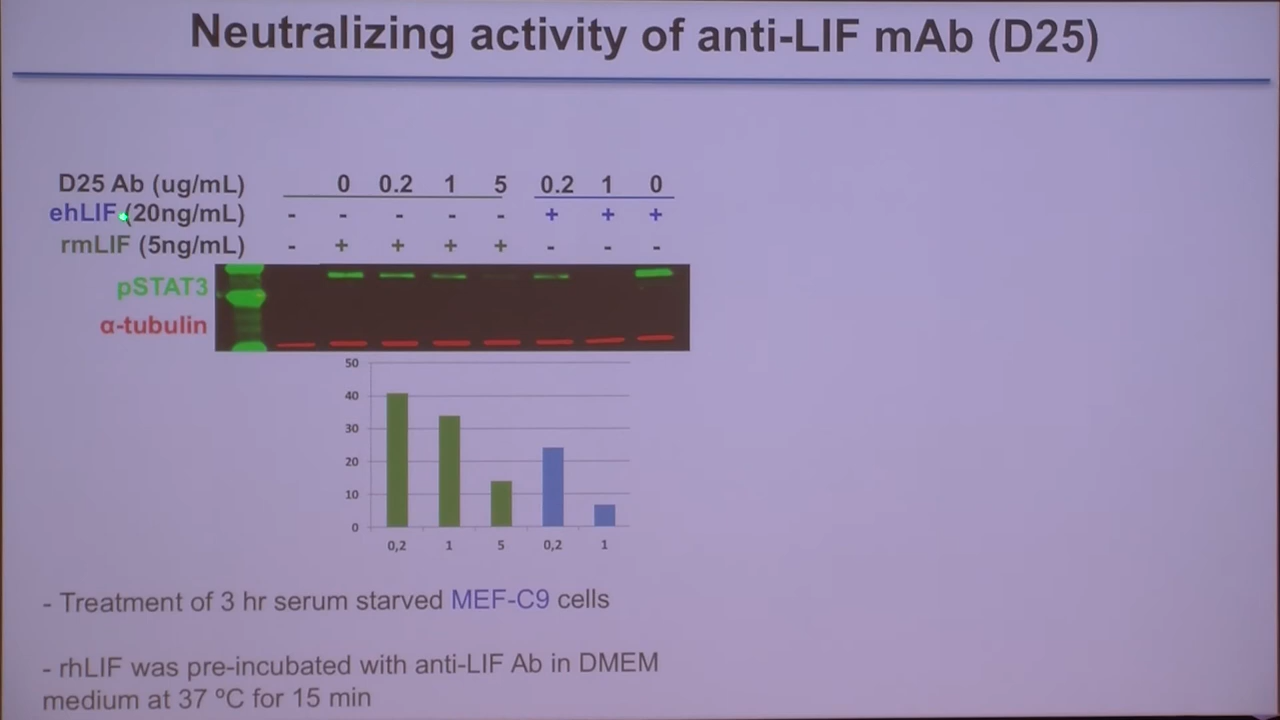 Neutralizing activity of anti-LIF mAb (D25)
D25 Ab (ug/mL) 0 0.2 1 5 0.2 1 0
ehLIF (20ng/mL) - - - - - + + +
rmLIF (5ng/mL) - + + + + - - -
pSTAT3
α-tubulin
50
40
30
20
10
0
0,2 1 5 0,2 1
- Treatment of 3 hr serum starved MEF-C9 cells
- rhLIF was pre-incubated with anti-LIF Ab in DMEM
medium at 37 ºC for 15 min